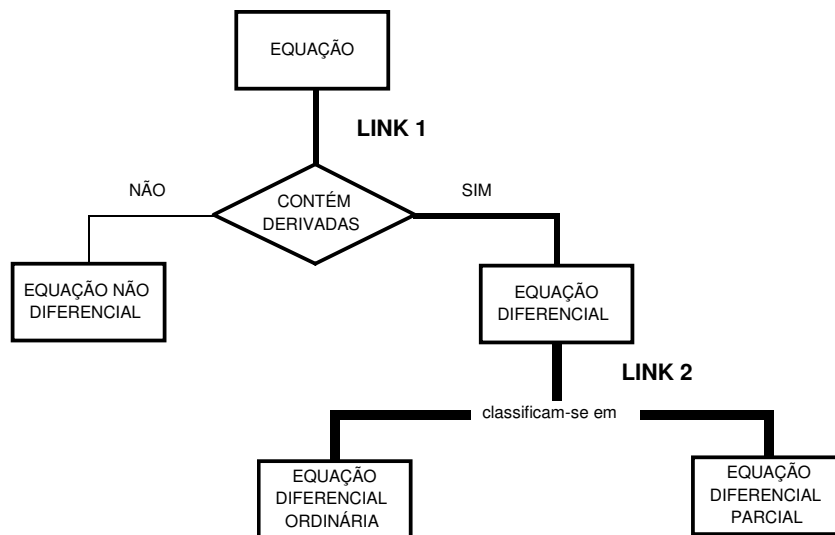 EQUAÇÃO
LINK 1
NÃO
SIM
CONTÉM
DERIVADAS
EQUAÇÃO NÃO
DIFERENCIAL
EQUAÇÃO
DIFERENCIAL
LINK 2
classificam-se em
EQUAÇÃO
DIFERENCIAL
ORDINÁRIA
EQUAÇÃO
DIFERENCIAL
PARCIAL